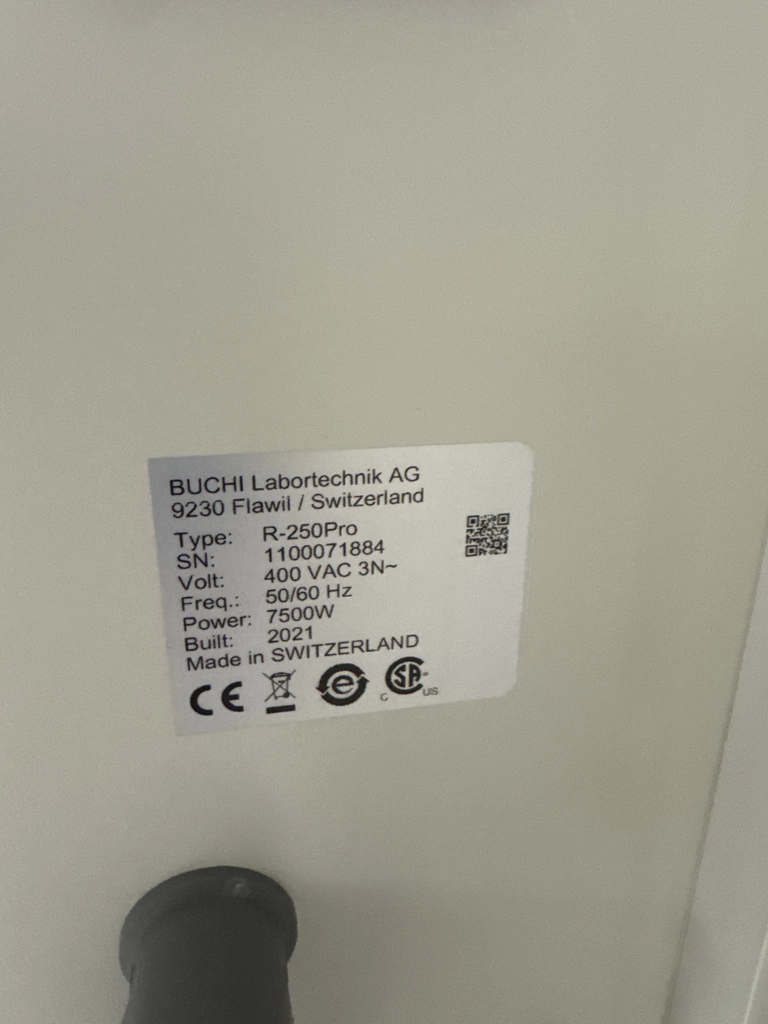 BUCHI Labortechnik AG
9230 Flawil / Switzerland
Type: R-250Pro
SN: 1100071884
Volt: 400 VAC 3N~
Freq.: 50/60 Hz
Power: 7500W
Built: 2021
Made in SWITZERLAND
CE e C SA US